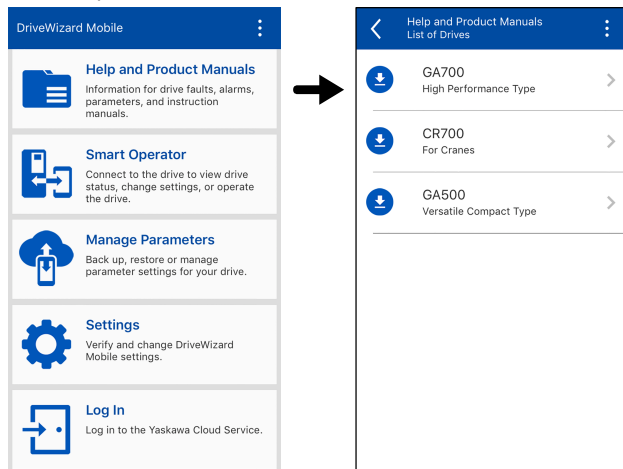 DriveWizard Mobile
Help and Product Manuals
Information for drive faults, alarms,
parameters, and instruction
manuals.
Smart Operator
Connect to the drive to view drive
status, change settings, or operate
the drive.
Manage Parameters
Back up, restore or manage
parameter settings for your drive.
Settings
Verify and change DriveWizard
Mobile settings.
Log In
Log in to the Yaskawa Cloud Service.
Help and Product Manuals
List of Drives
GA700
High Performance Type
CR700
For Cranes
GA500
Versatile Compact Type